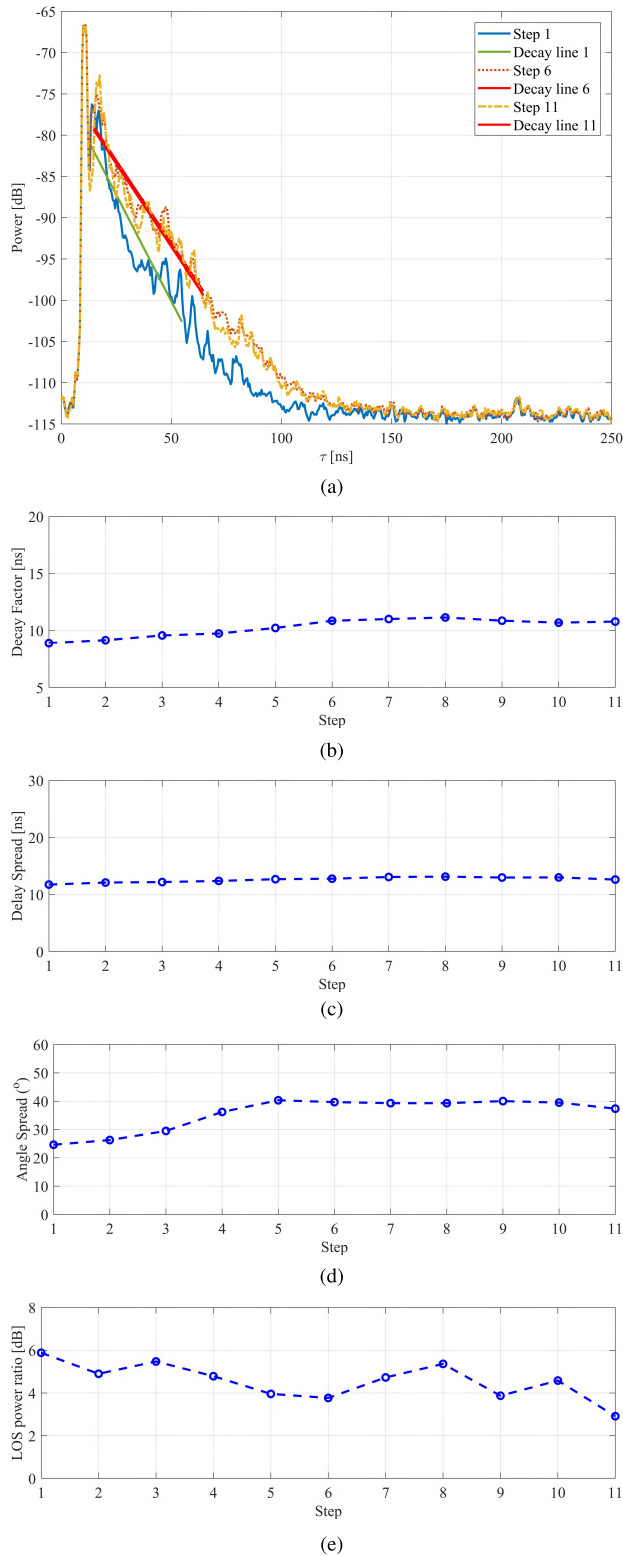 -65
-70
-75
-80
-85
-90
-95
-100
-105
-110
-115
Power [dB]
Step 1
Decay line 1
Step 6
Decay line 6
Step 11
Decay line 11
0 50 100 150 200 250
τ [ns]
(a)
20
15
10
5
Decay Factor [ns]
1 2 3 4 5 6 7 8 9 10 11
Step
(b)
30
20
10
0
Delay Spread [ns]
1 2 3 4 5 6 7 8 9 10 11
Step
(c)
60
50
40
30
20
10
0
Angle Spread (°)
1 2 3 4 5 6 7 8 9 10 11
Step
(d)
8
6
4
2
0
LOS power ratio [dB]
1 2 3 4 5 6 7 8 9 10 11
Step
(e)